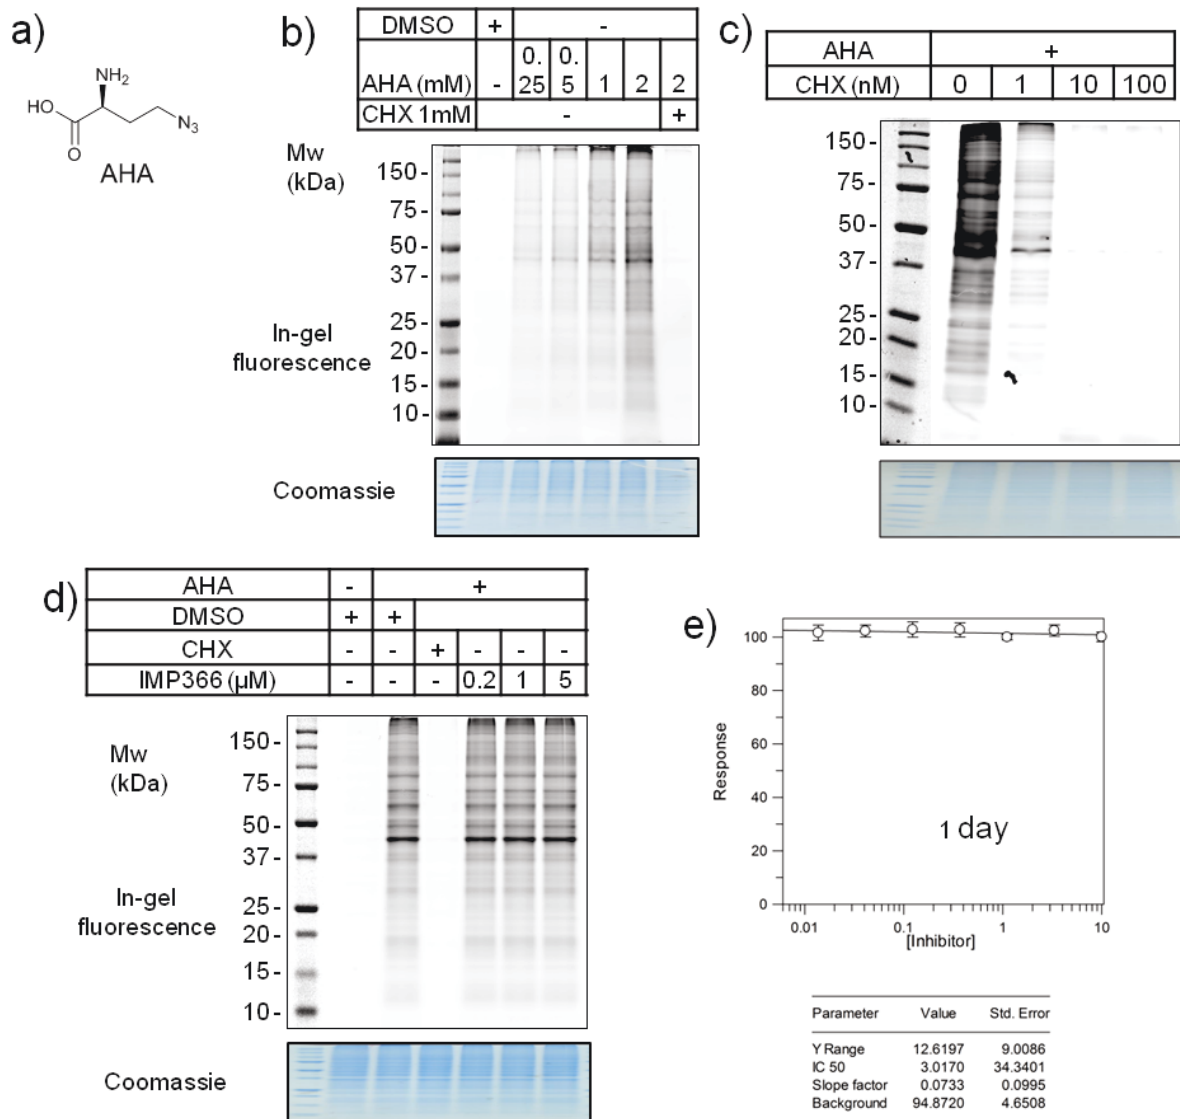 a)
NH2
HO
O
N3
AHA
b)
DMSO + -
AHA (mM) - 0.25 0.5 1 2 2
CHX 1mM - +
Mw
(kDa)
150 -
75 -
50 -
37 -
25 -
20 -
15 -
10 -
In-gel
fluorescence
Coomassie
c)
AHA +
CHX (nM) 0 1 10 100
150 -
75 -
50 -
37 -
25 -
20 -
15 -
10 -
d)
AHA - +
DMSO + +
CHX - - + - - -
IMP366 (µM) - - - 0.2 1 5
Mw
(kDa)
150 -
75 -
50 -
37 -
25 -
20 -
15 -
10 -
In-gel
fluorescence
Coomassie
e)
Response
100
80
60
40
20
0
1 day
0.01 0.1 1 10
[Inhibitor]
Parameter Value Std. Error
Y Range 12.6197 9.0086
IC 50 3.0170 34.3401
Slope factor 0.0733 0.0995
Background 94.8720 4.6508